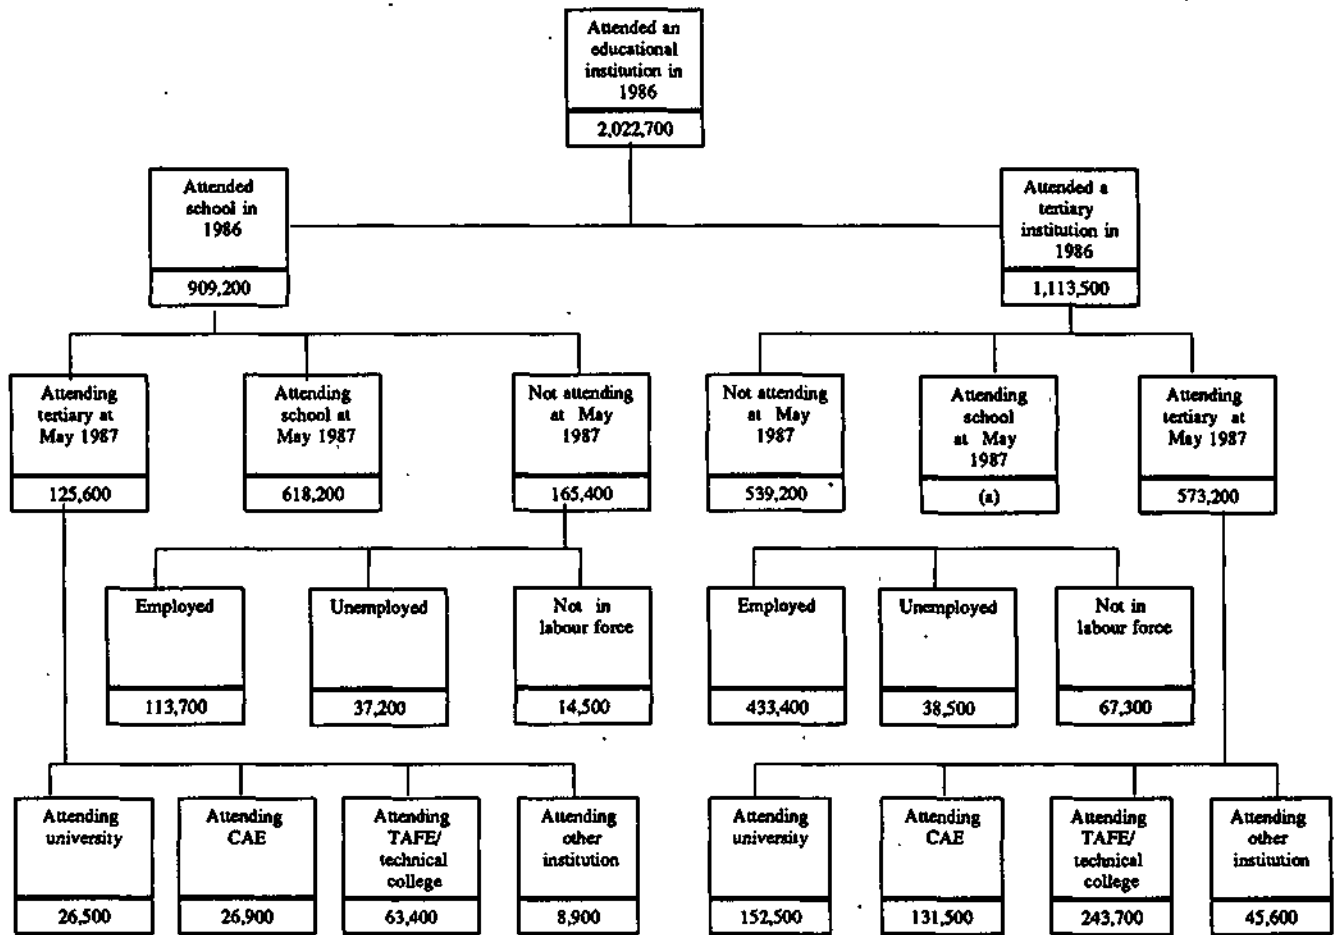 Attended an
educational
institution in
1986
2,022,700
Attended
school in
1986
909,200
Attended a
tertiary
institution in
1986
1,113,500
Attending
tertiary at
May 1987
125,600
Attending
school at
May 1987
618,200
Not attending
at May
1987
165,400
Not attending
at May
1987
539,200
Attending
school
at May
1987
(a)
Attending
tertiary at
May 1987
573,200
Employed
113,700
Unemployed
37,200
Not in
labour force
14,500
Employed
433,400
Unemployed
38,500
Not in
labour force
67,300
Attending
university
26,500
Attending
CAE
26,900
Attending
TAFE/
technical
college
63,400
Attending
other
institution
8,900
Attending
university
152,500
Attending
CAE
131,500
Attending
TAFE/
technical
college
243,700
Attending
other
institution
45,600